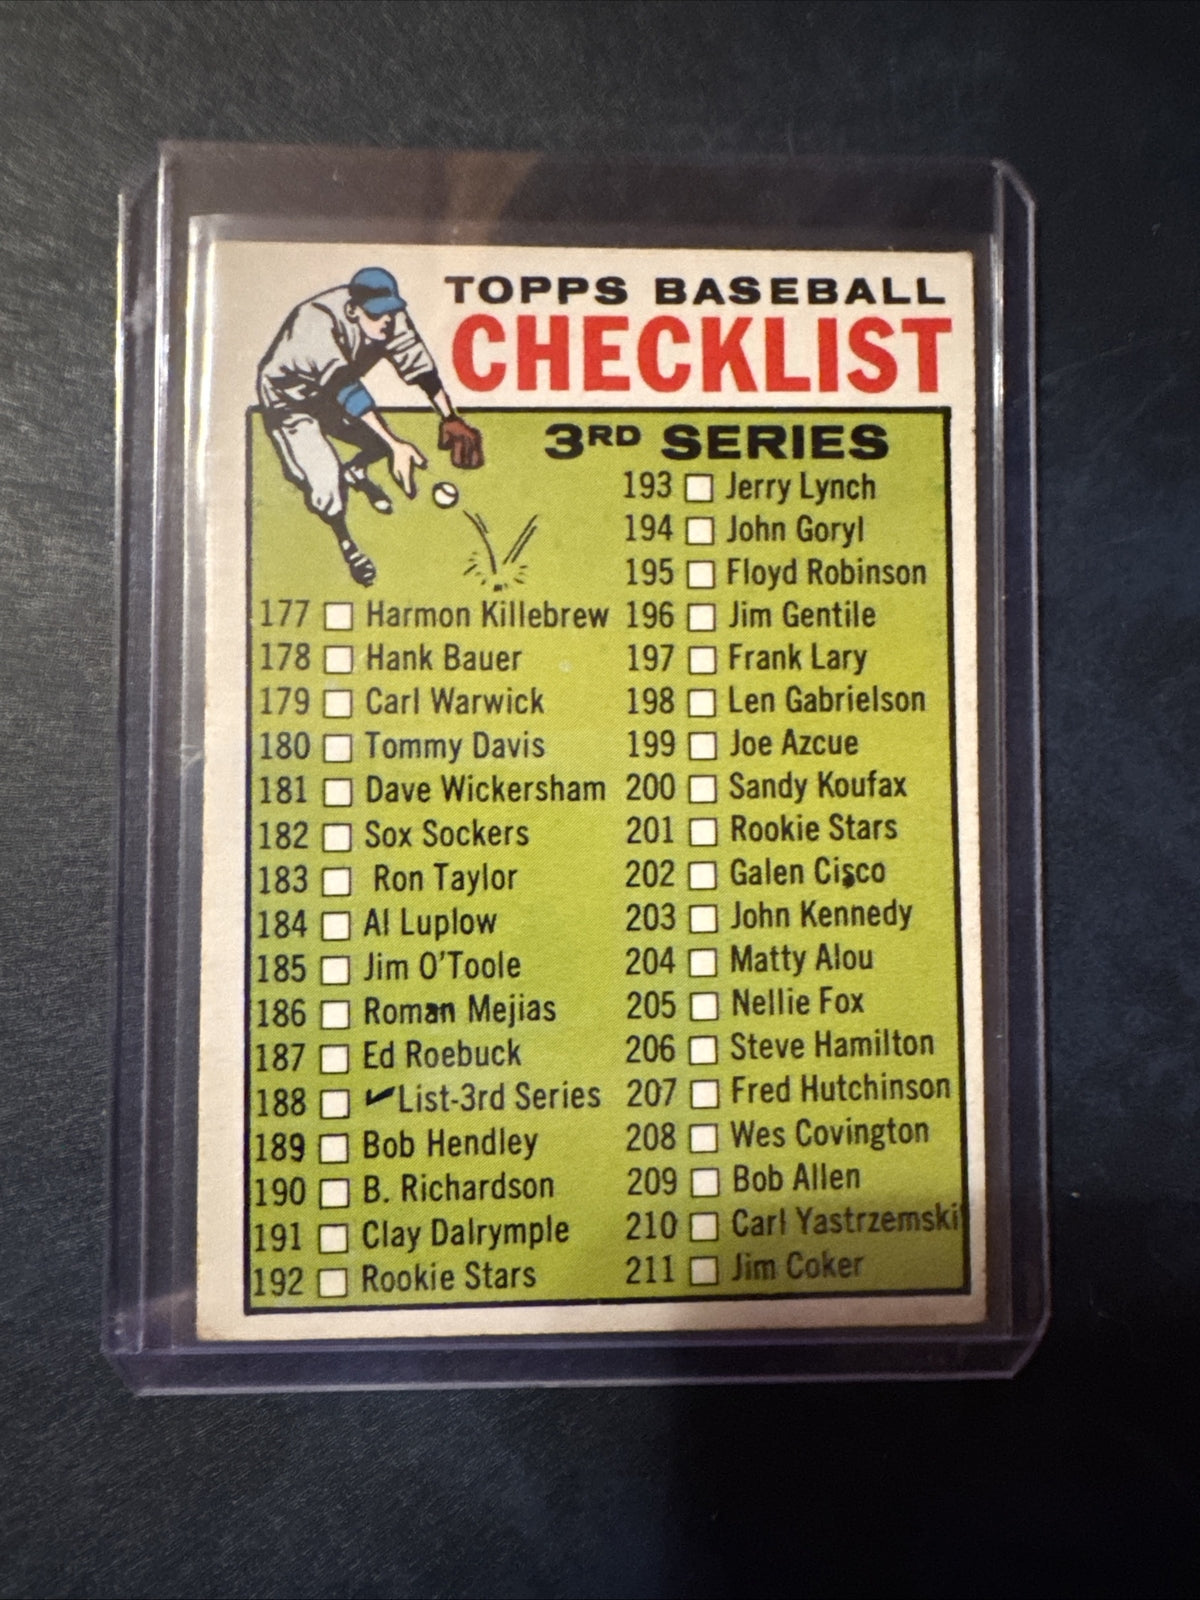 TOPPS BASEBALL
CHECKLIST
3RD SERIES
177 Harmon Killebrew
178 Hank Bauer
179 Carl Warwick
180 Tommy Davis
181 Dave Wickersham
182 Sox Sockers
183 Ron Taylor
184 Al Luplow
185 Jim O'Toole
186 Roman Mejias
187 Ed Roebuck
188 ✓List-3rd Series
189 Bob Hendley
190 B. Richardson
191 Clay Dalrymple
192 Rookie Stars
193 Jerry Lynch
194 John Goryl
195 Floyd Robinson
196 Jim Gentile
197 Frank Lary
198 Len Gabrielson
199 Joe Azcue
200 Sandy Koufax
201 Rookie Stars
202 Galen Cisco
203 John Kennedy
204 Matty Alou
205 Nellie Fox
206 Steve Hamilton
207 Fred Hutchinson
208 Wes Covington
209 Bob Allen
210 Carl Yastrzemski
211 Jim Coker